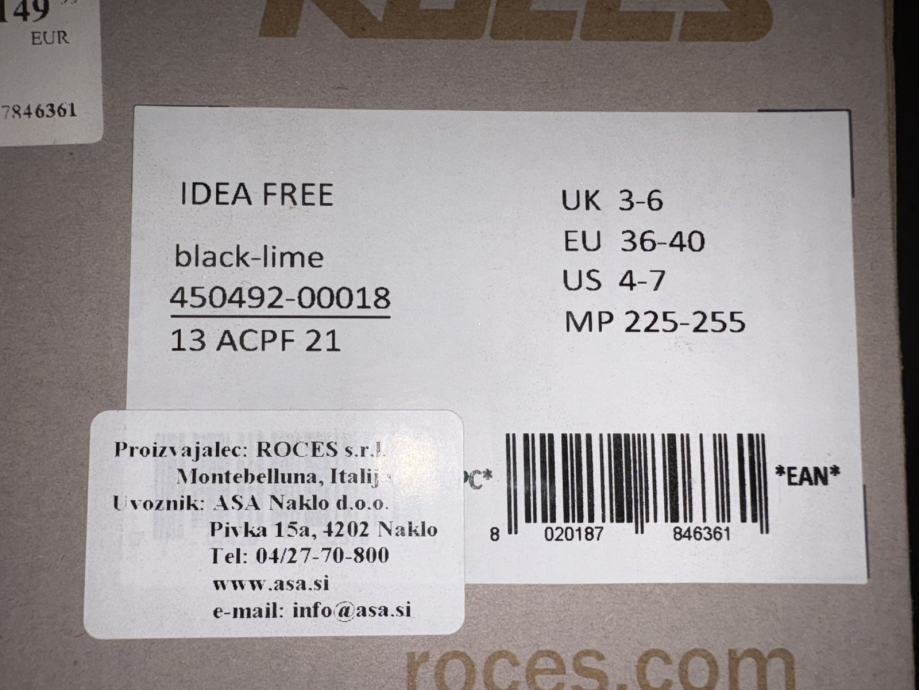 149
EUR
7846361
ROCES
IDEA FREE
black-lime
450492-00018
13 ACPF 21
UK 3-6
EU 36-40
US 4-7
MP 225-255
Proizvajalec: ROCES s.r.l.
Montebelluna, Italij
Uvoznik: ASA Naklo d.o.o.
Pivka 15a, 4202 Naklo
Tel: 04/27-70-800
www.asa.si
e-mail: info@asa.si
PC*
*EAN*
8 020187 846361
roces.com